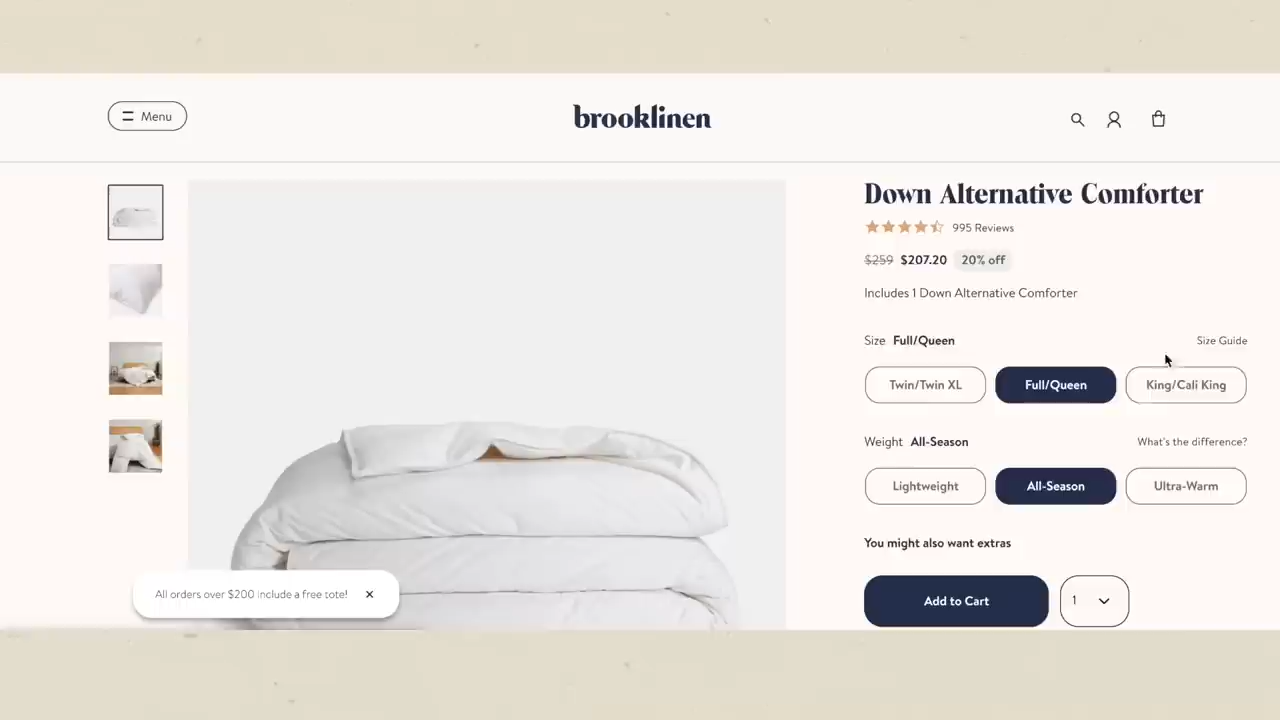 Menu
brooklinen
Down Alternative Comforter
995 Reviews
$259 $207.20 20% off
Includes 1 Down Alternative Comforter
Size Full/Queen Size Guide
Twin/Twin XL Full/Queen King/Cali King
Weight All-Season What's the difference?
Lightweight All-Season Ultra-Warm
You might also want extras
All orders over $200 include a free tote! ×
Add to Cart 1